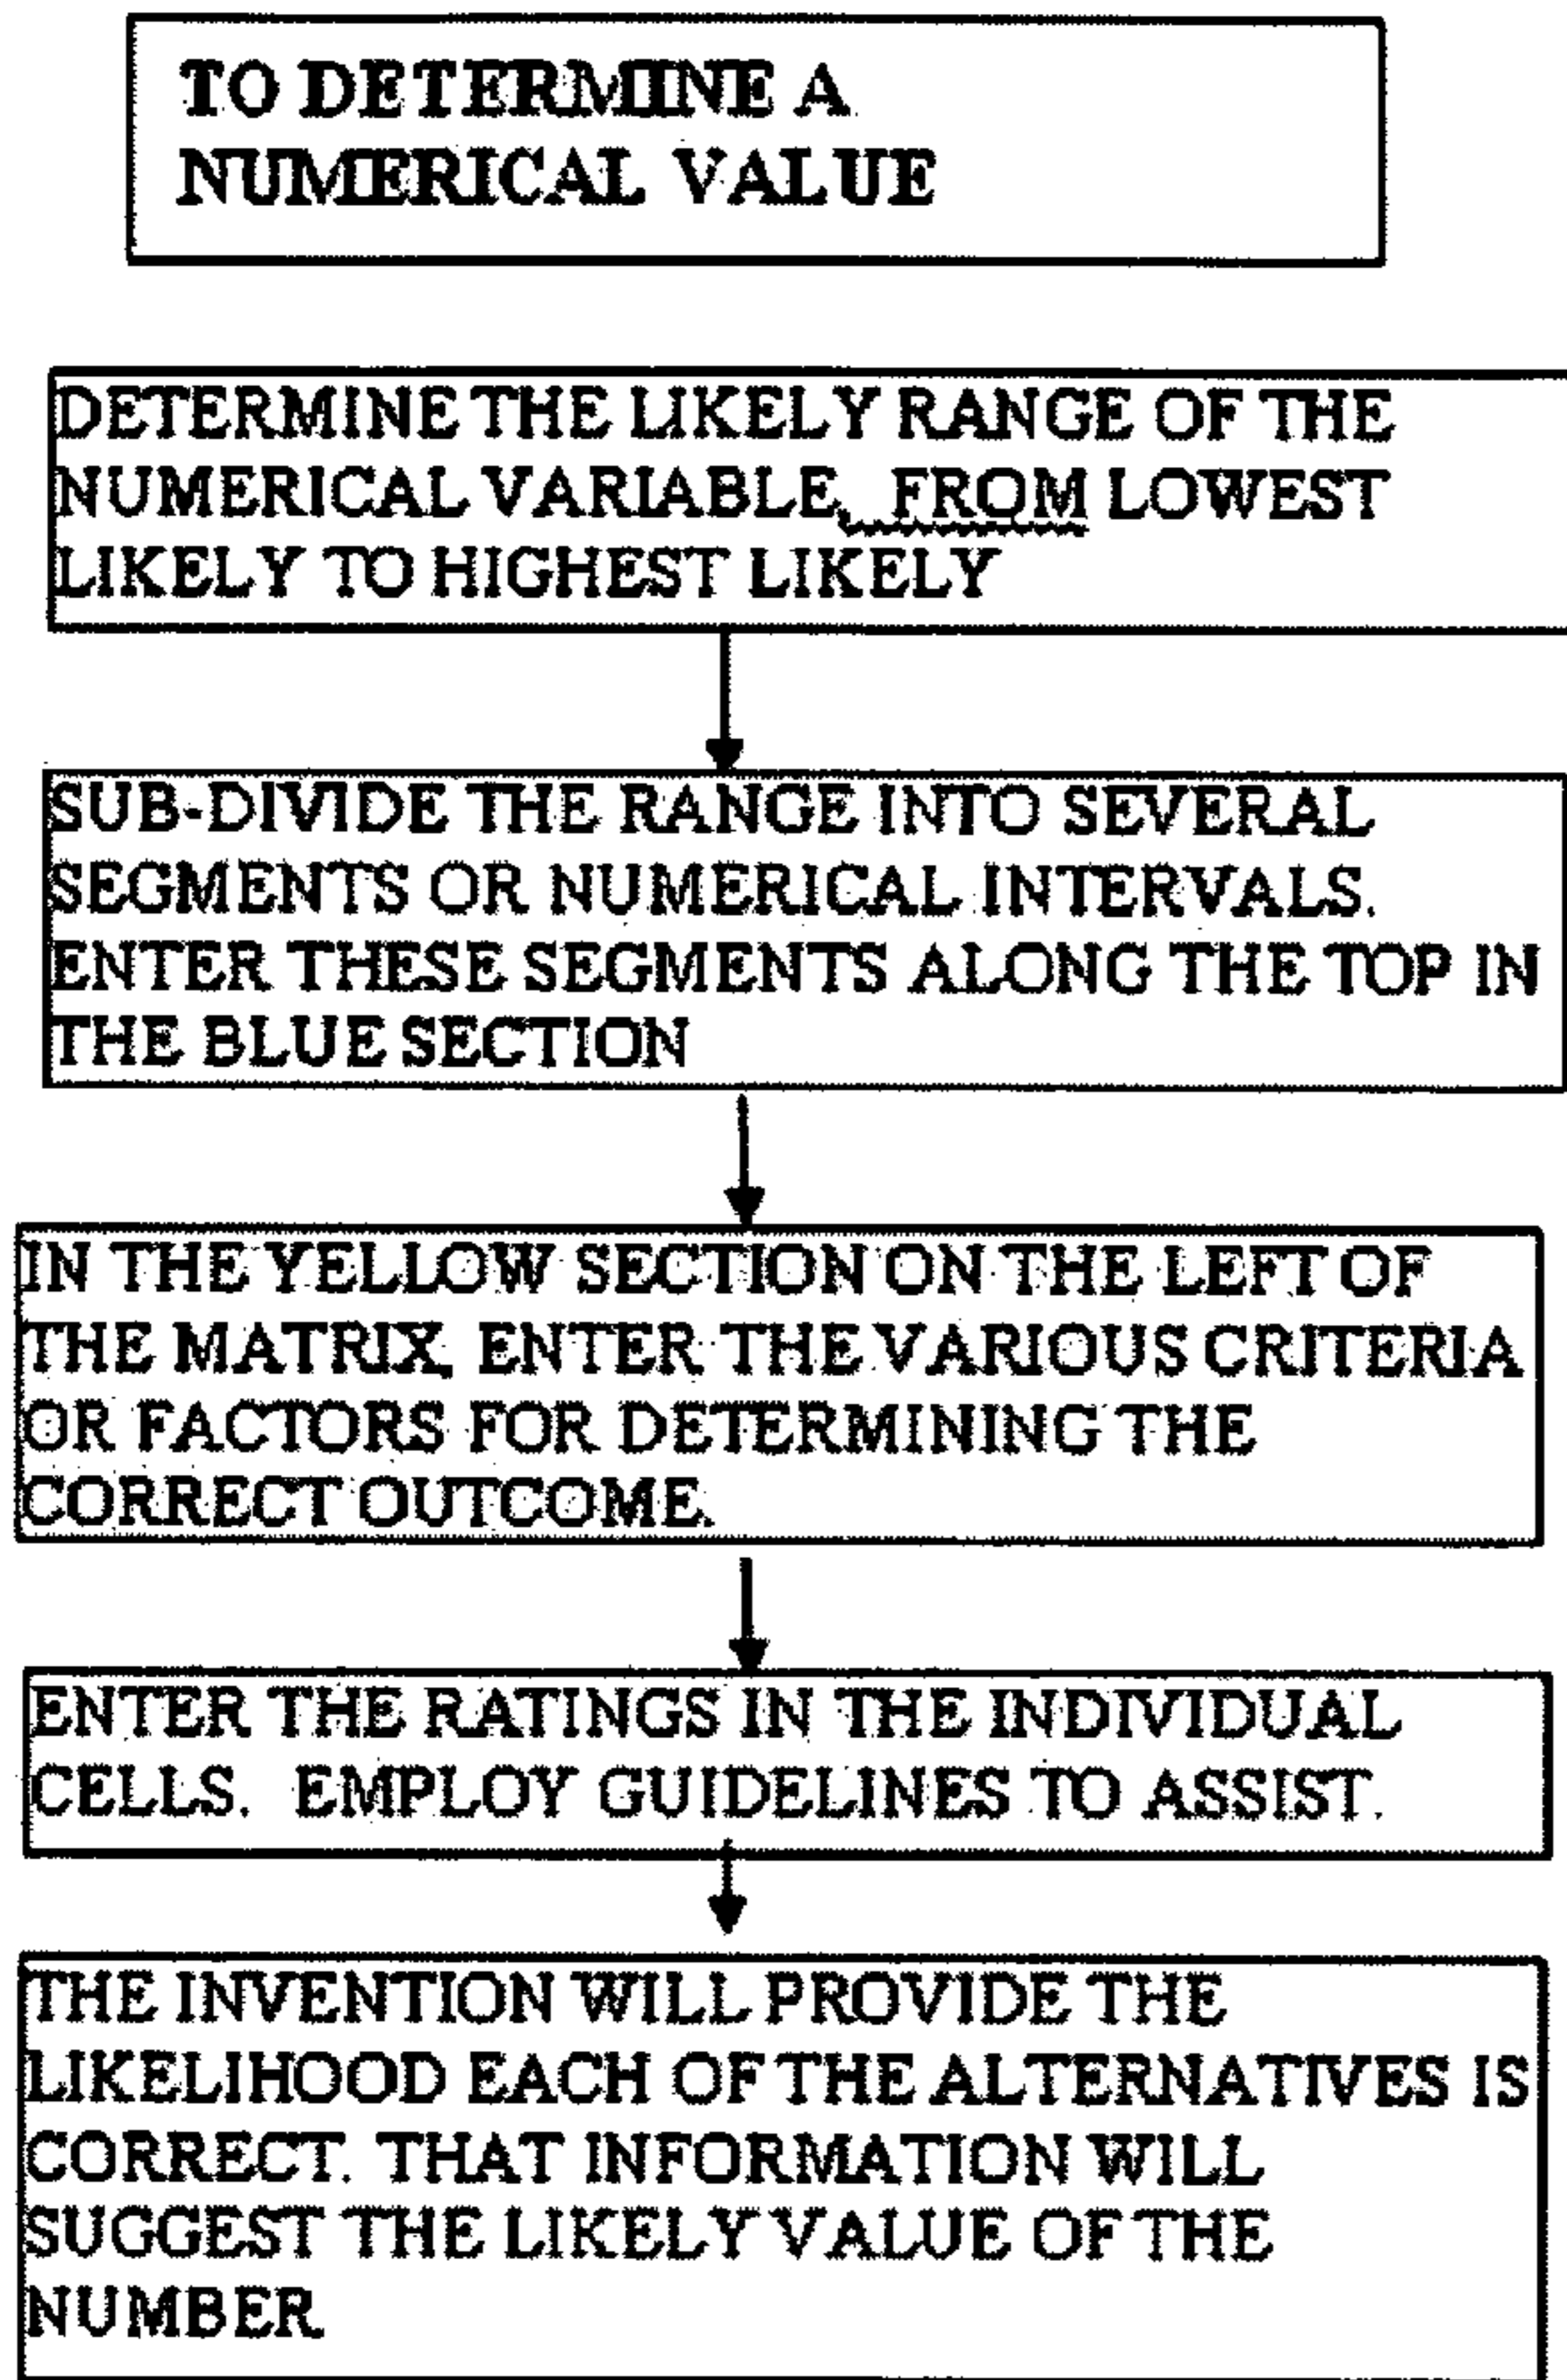 TO DETERMINE A
NUMERICAL VALUE
DETERMINE THE LIKELY RANGE OF THE
NUMERICAL VARIABLE, FROM LOWEST
LIKELY TO HIGHEST LIKELY
SUB-DIVIDE THE RANGE INTO SEVERAL
SEGMENTS OR NUMERICAL INTERVALS.
ENTER THESE SEGMENTS ALONG THE TOP IN
THE BLUE SECTION
IN THE YELLOW SECTION ON THE LEFT OF
THE MATRIX, ENTER THE VARIOUS CRITERIA
OR FACTORS FOR DETERMINING THE
CORRECT OUTCOME.
ENTER THE RATINGS IN THE INDIVIDUAL
CELLS. EMPLOY GUIDELINES TO ASSIST.
THE INVENTION WILL PROVIDE THE
LIKELIHOOD EACH OF THE ALTERNATIVES IS
CORRECT. THAT INFORMATION WILL
SUGGEST THE LIKELY VALUE OF THE
NUMBER